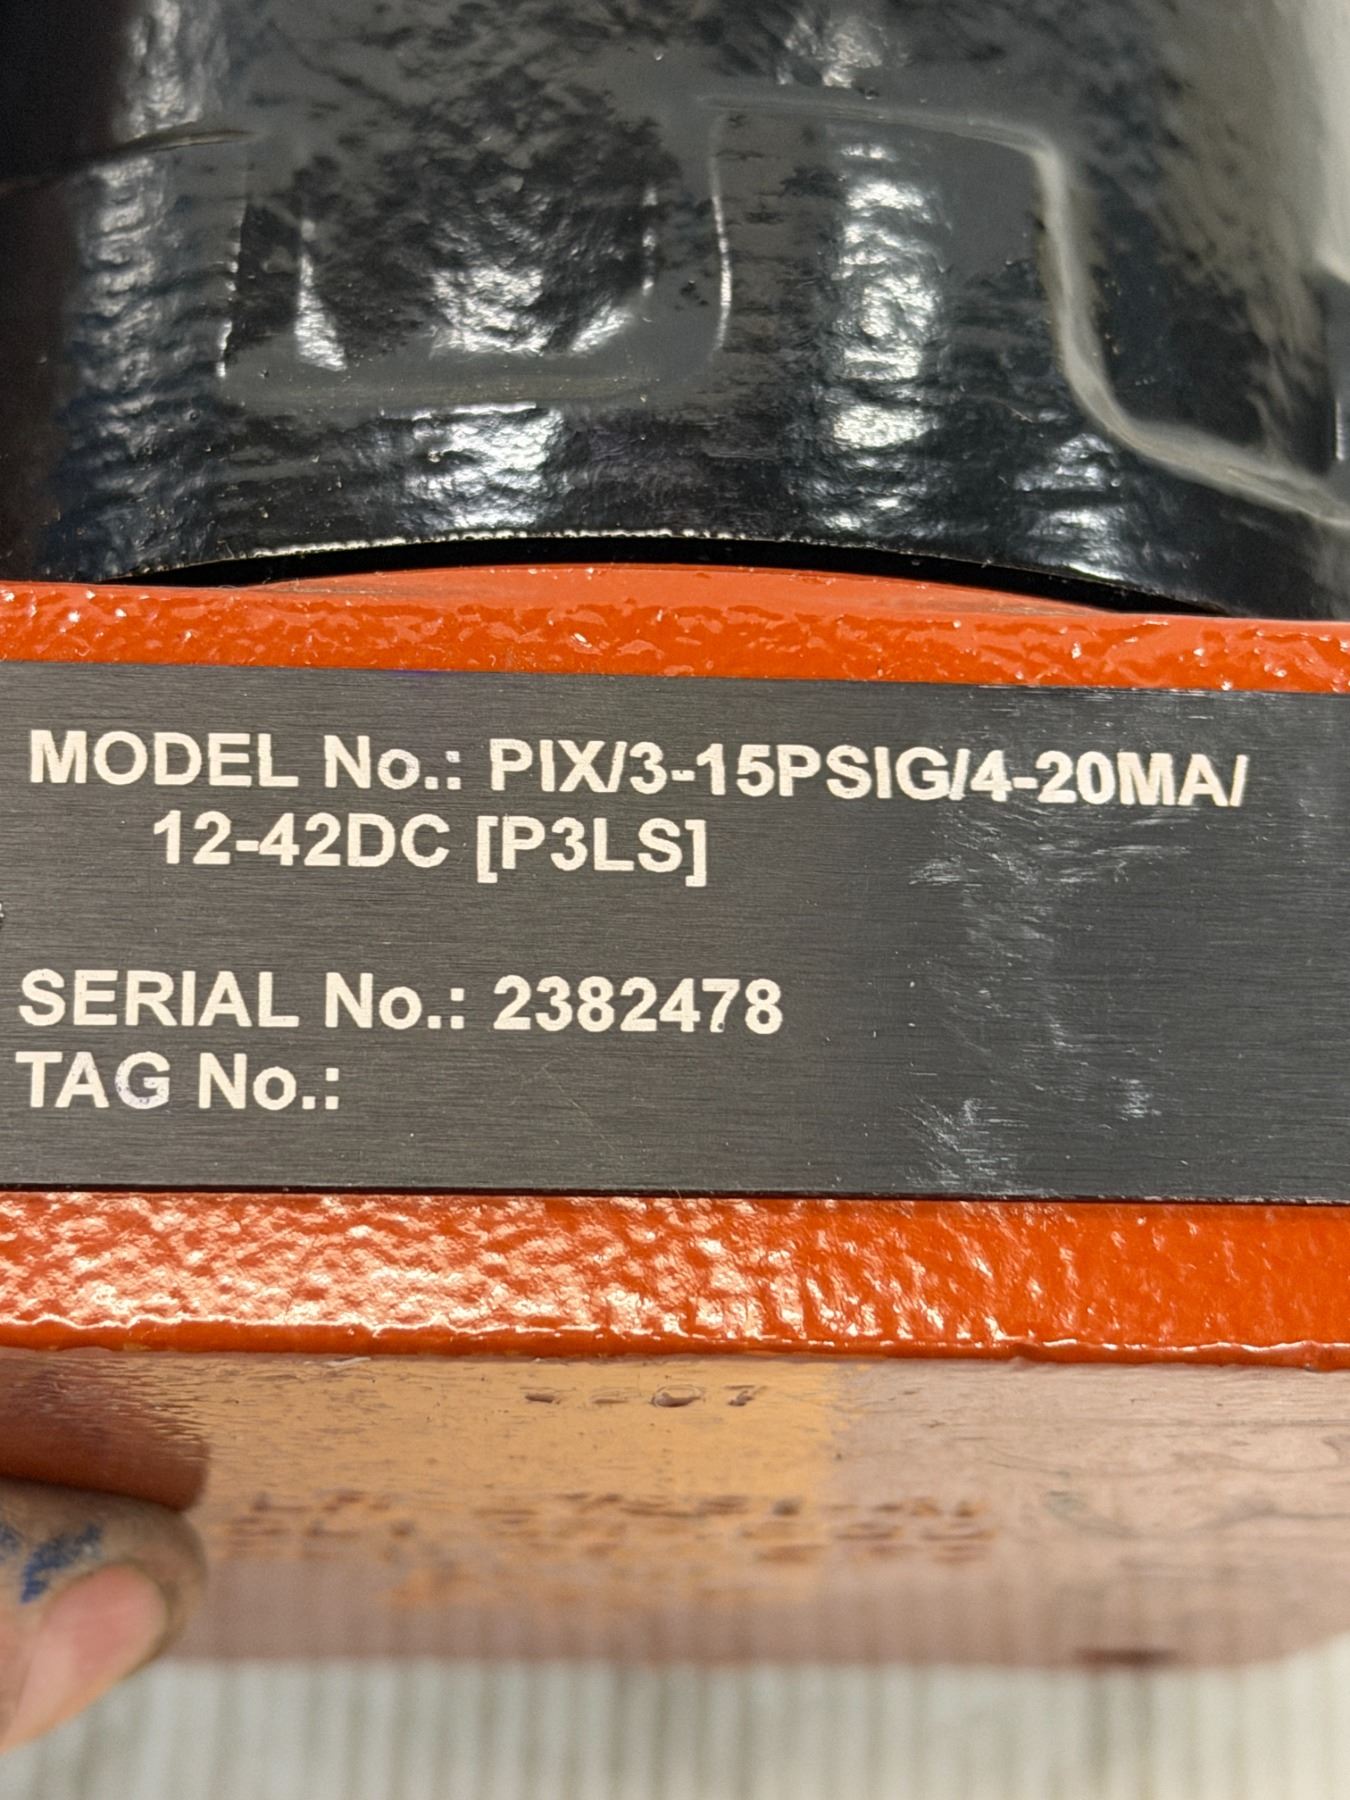 MODEL No.: PIX/3-15PSIG/4-20MA/
12-42DC [P3LS]
SERIAL No.: 2382478
TAG No.: